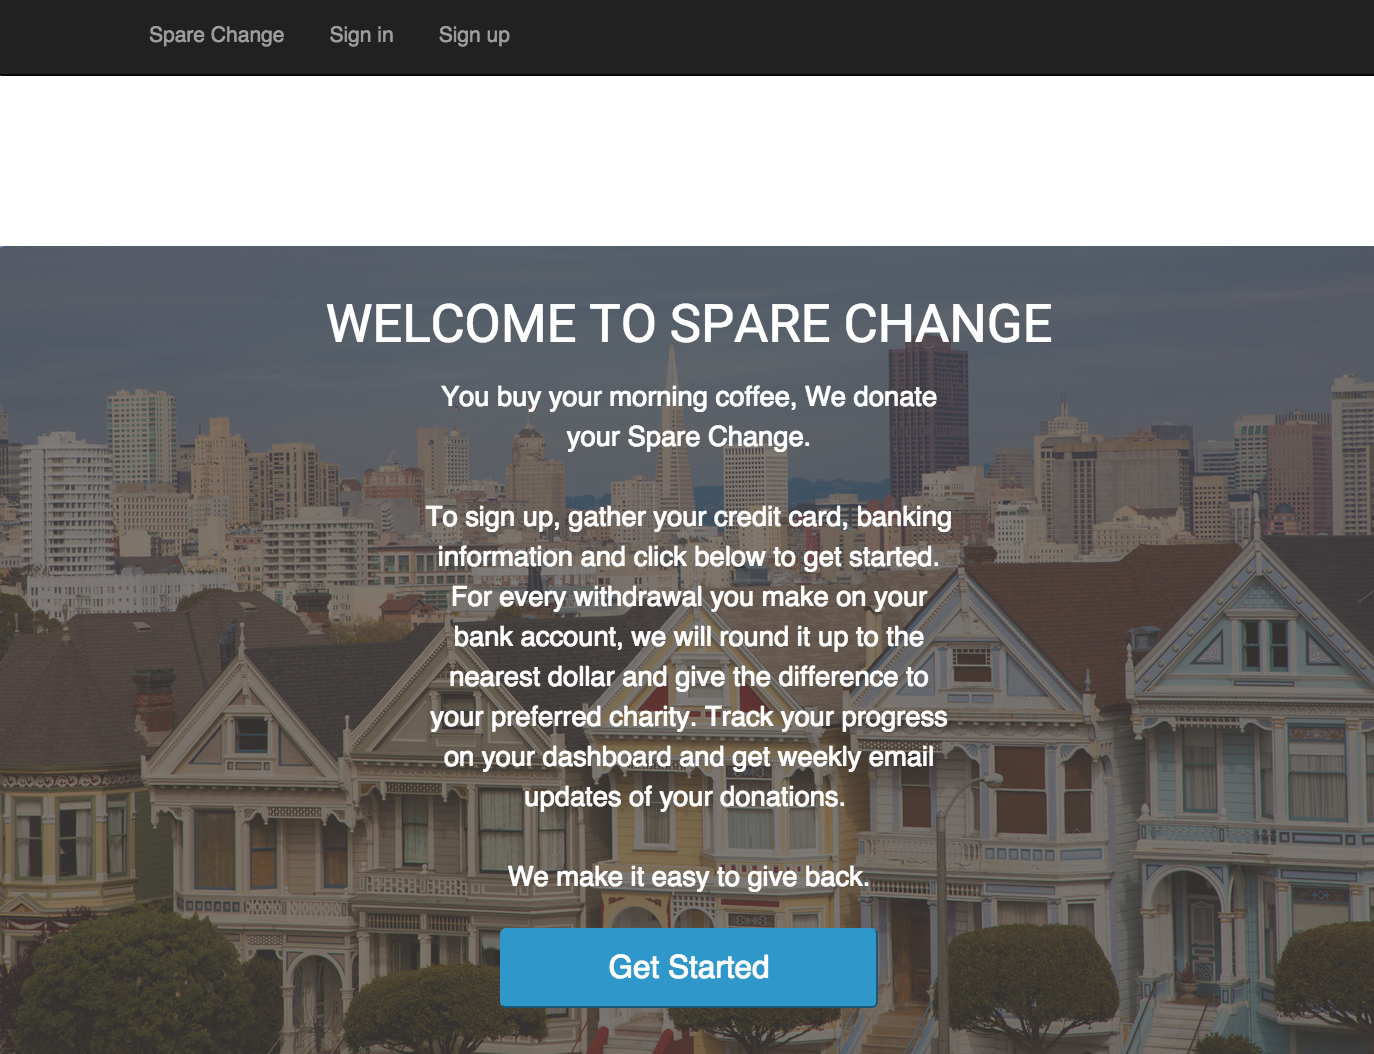 Spare Change Sign in Sign up
WELCOME TO SPARE CHANGE
You buy your morning coffee, We donate
your Spare Change.
To sign up, gather your credit card, banking
information and click below to get started.
For every withdrawal you make on your
bank account, we will round it up to the
nearest dollar and give the difference to
your preferred charity. Track your progress
on your dashboard and get weekly email
updates of your donations.
We make it easy to give back.
Get Started